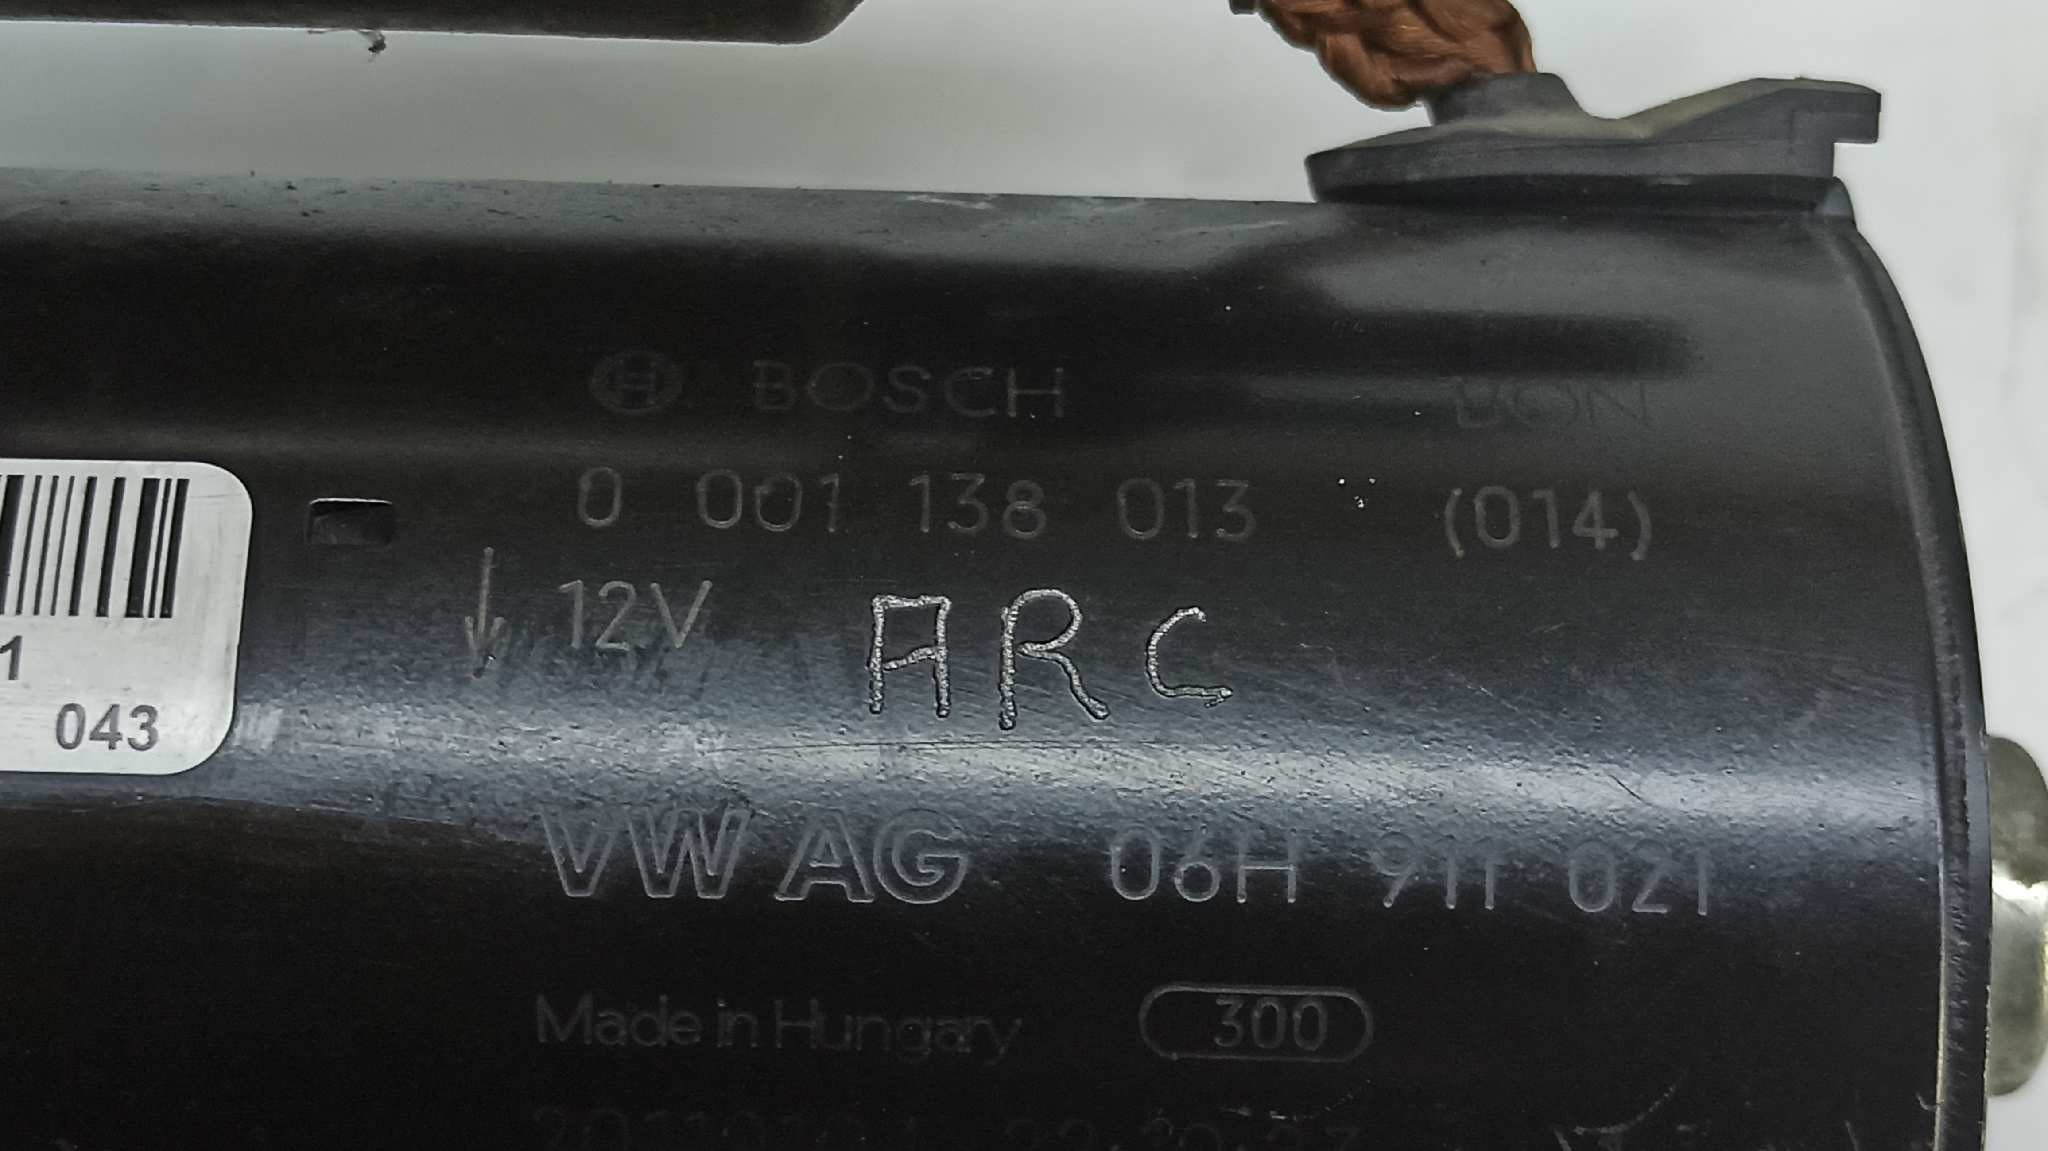 BOSCH BON
0 001 138 013 (014)
12V ARC
1
043
VW AG 06H 911 021
Made in Hungary 300